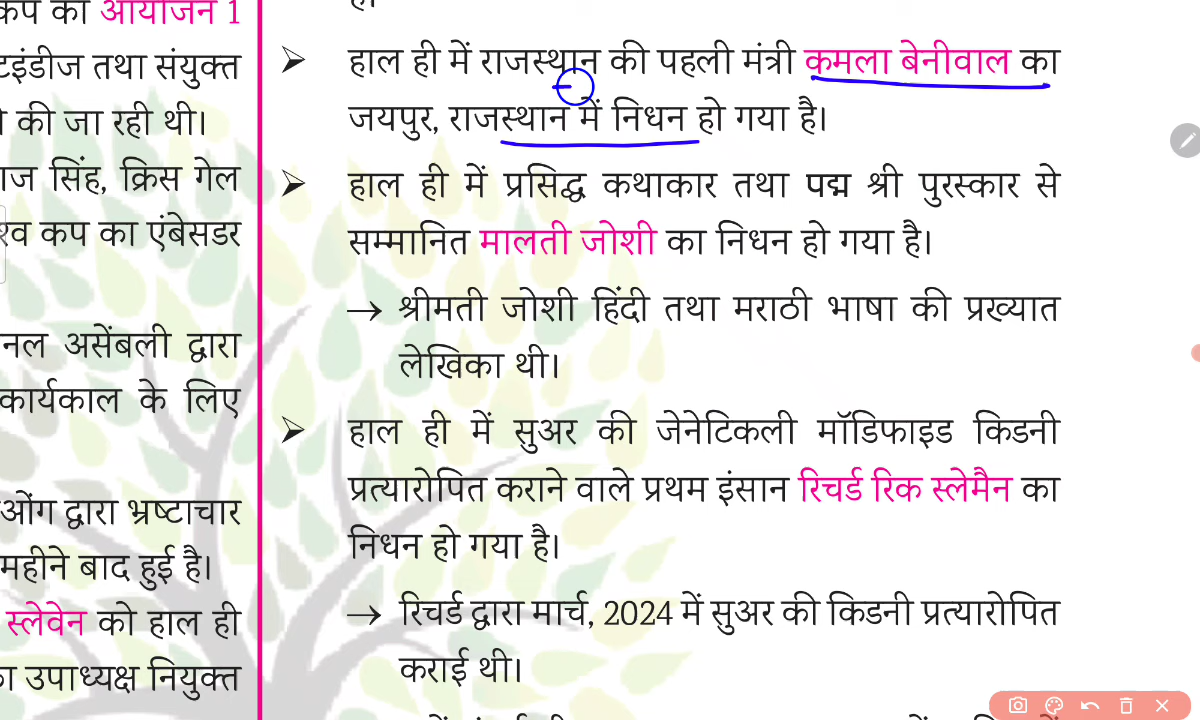 कप का आयोजन 1
टइंडीज तथा संयुक्त
की जा रही थी।
ाज सिंह, क्रिस गेल
श्व कप का एंबेसडर
नल असेंबली द्वारा
कार्यकाल के लिए
ओंग द्वारा भ्रष्टाचार
महीने बाद हुई है।
स्लेवेन को हाल ही
उपाध्यक्ष नियुक्त
➢ हाल ही में राजस्थान की पहली मंत्री कमला बेनीवाल का
जयपुर, राजस्थान में निधन हो गया है।
➢ हाल ही में प्रसिद्ध कथाकार तथा पद्म श्री पुरस्कार से
सम्मानित मालती जोशी का निधन हो गया है।
→ श्रीमती जोशी हिंदी तथा मराठी भाषा की प्रख्यात
लेखिका थी।
➢ हाल ही में सुअर की जेनेटिकली मॉडिफाइड किडनी
प्रत्यारोपित कराने वाले प्रथम इंसान रिचर्ड रिक स्लेमैन का
निधन हो गया है।
→ रिचर्ड द्वारा मार्च, 2024 में सुअर की किडनी प्रत्यारोपित
कराई थी।